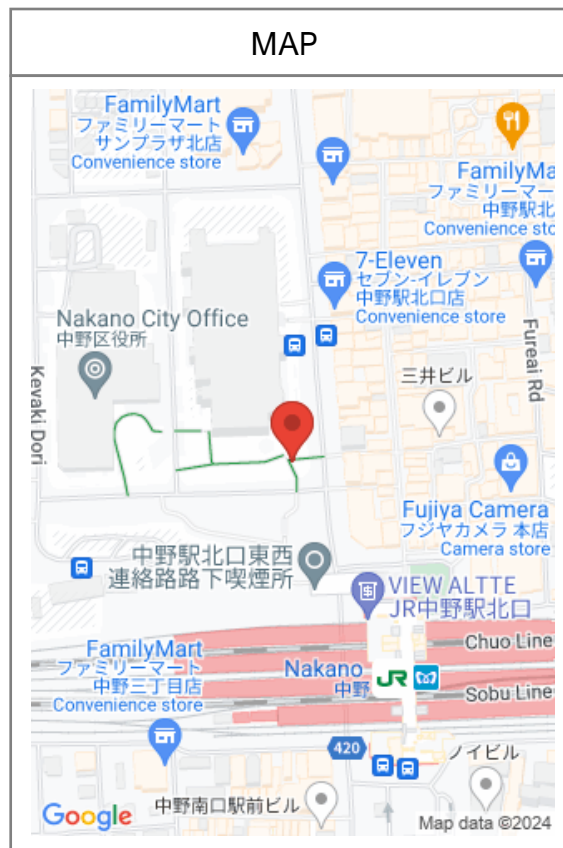 MAP
FamilyMart
ファミリーマート
サンプラザ北店
Convenience store
FamilyMa
ファミリーマー
中野駅北
Convenience sto
7-Eleven
セブン-イレブン
中野駅北口店
Convenience store
Nakano City Office
中野区役所
Kevaki Dori
Fureai Rd
三井ビル
Fujiya Camera
フジヤカメラ 本店
Camera store
中野駅北口東西
連絡路路下喫煙所
VIEW ALTTE
JR中野駅北口
Chuo Line
FamilyMart
ファミリーマート
中野三丁目店
Convenience store
Nakano
中野
JR
Sobu Line
420
ノイビル
中野南口駅前ビル
Google
Map data ©2024